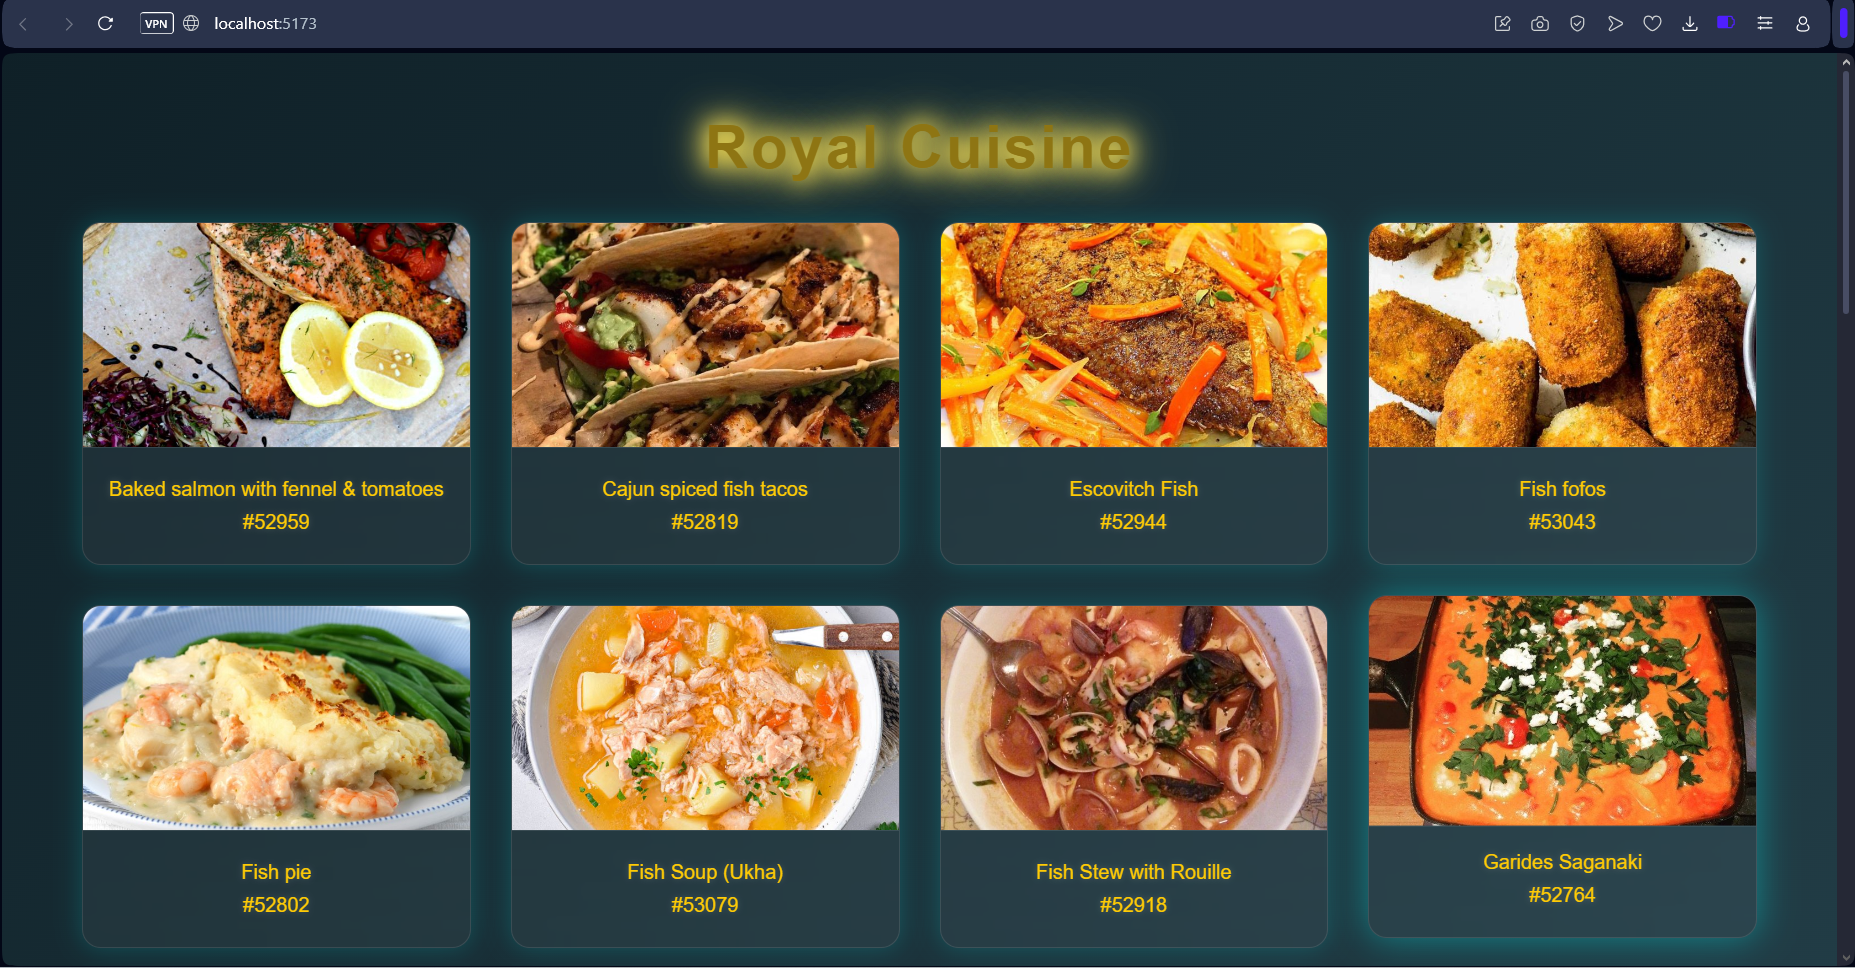 VPN
localhost:5173
Royal Cuisine
Baked salmon with fennel & tomatoes
#52959
Cajun spiced fish tacos
#52819
Escovitch Fish
#52944
Fish fofos
#53043
Fish pie
#52802
Fish Soup (Ukha)
#53079
Fish Stew with Rouille
#52918
Garides Saganaki
#52764